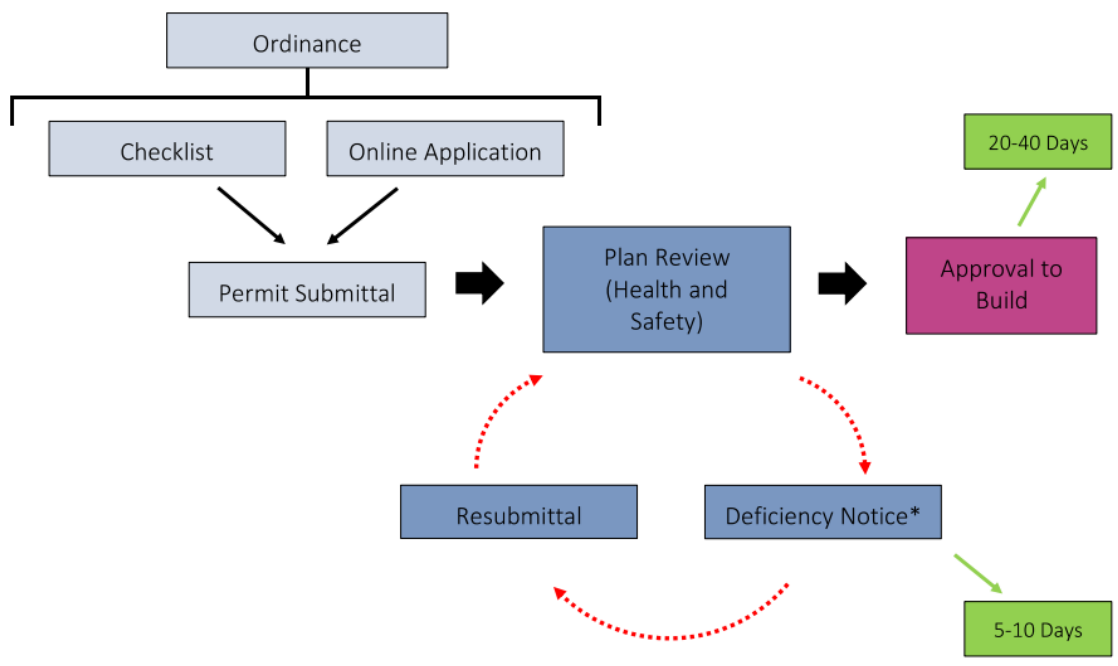 Ordinance
Checklist
Online Application
20-40 Days
Permit Submittal
Plan Review
(Health and
Safety)
Approval to
Build
Resubmittal
Deficiency Notice*
5-10 Days